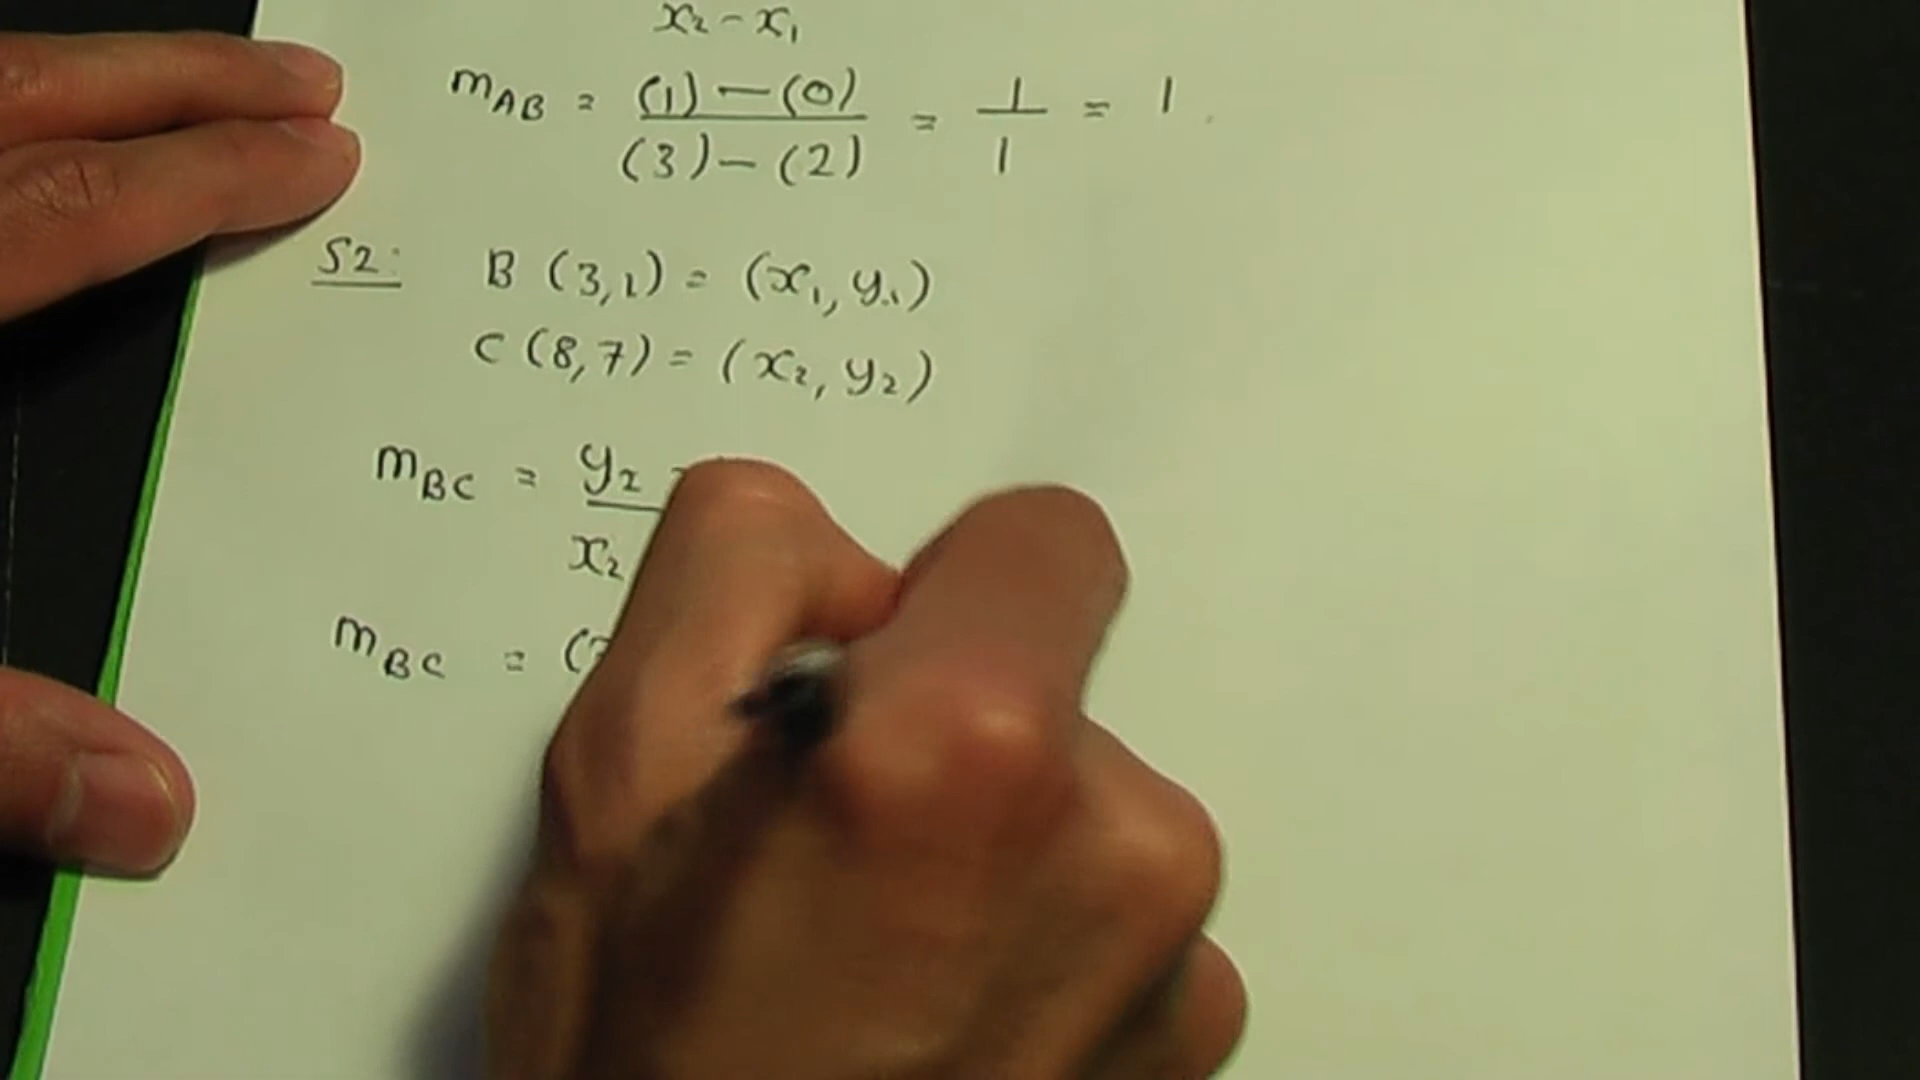 x₂ - x₁
m_AB = (1) - (0) / (3) - (2) = 1/1 = 1
S2: B (3,1) = (x₁, y₁)
C (8,7) = (x₂, y₂)
m_BC = y₂
x₂
m_BC = (